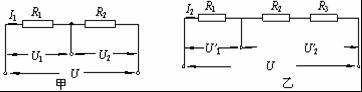 I₁ R₁ R₂
U₁ U₂
U
甲
I₂ R₁ R₂ R₃
U'₁ U'₂
U
乙